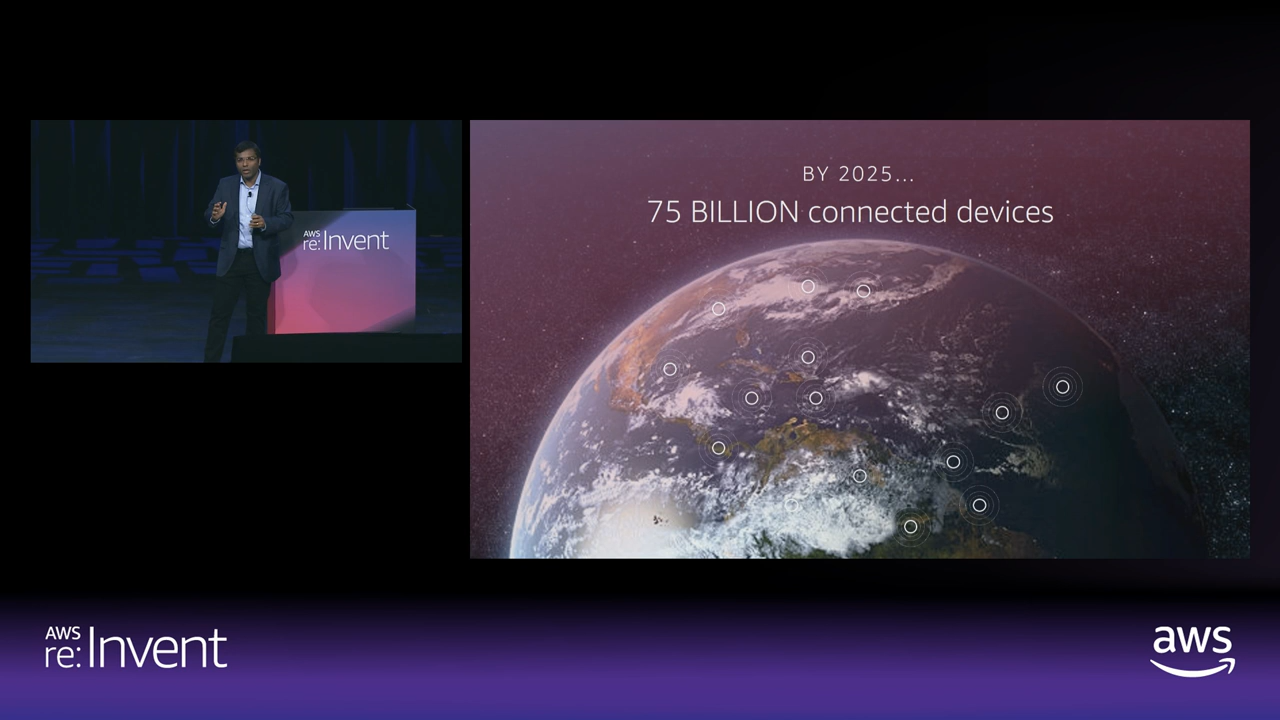 AWS
re:Invent
BY 2025...
75 BILLION connected devices
AWS
re:Invent
aws